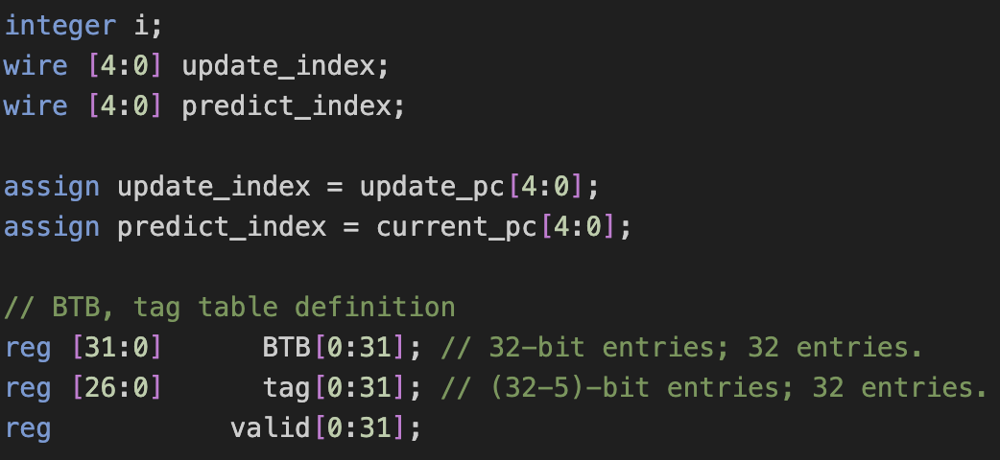 integer i;
wire [4:0] update_index;
wire [4:0] predict_index;
assign update_index = update_pc[4:0];
assign predict_index = current_pc[4:0];
// BTB, tag table definition
reg [31:0] BTB[0:31]; // 32-bit entries; 32 entries.
reg [26:0] tag[0:31]; // (32-5)-bit entries; 32 entries.
reg valid[0:31];